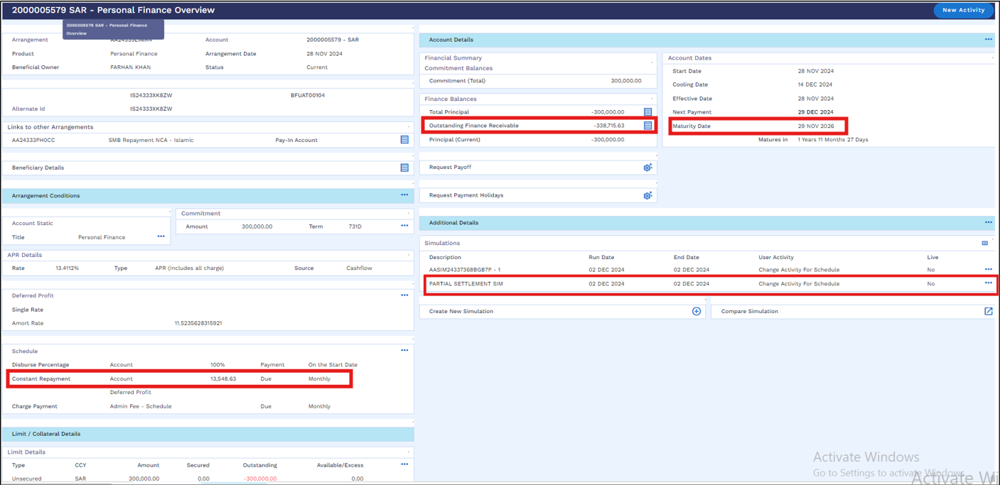 2000005579 SAR - Personal Finance Overview
New Activity
2000005579 SAR - Personal Finance
Overview
Arrangement
Account 2000005579 - SAR
Product Personal Finance Arrangement Date 28 NOV 2024
Beneficial Owner FARHAN KHAN Status Current
IS24333XK8ZW BFUAT00104
Alternate Id IS24333XK8ZW
Links to other Arrangements
AA24333PH0CC SMB Repayment NCA - Islamic Pay-In Account
Beneficiary Details
Arrangement Conditions
Account Static
Title Personal Finance
Commitment
Amount 300,000.00 Term 731D
APR Details
Rate 13.4112% Type APR (Includes all charge) Source Cashflow
Deferred Profit
Single Rate
Amort Rate 11.5235628315921
Schedule
Disburse Percentage Account 100% Payment On the Start Date
Constant Repayment Account 13,548.63 Due Monthly
Deferred Profit
Charge Payment Admin Fee - Schedule Due Monthly
Limit / Collateral Details
Limit Details
Type CCY Amount Secured Outstanding Available/Excess
Unsecured SAR 300,000.00 0.00 -300,000.00 0.00
Account Details
Financial Summary
Commitment Balances
Commitment (Total) 300,000.00
Finance Balances
Total Principal -300,000.00
Outstanding Finance Receivable -338,715.63
Principal (Current) -300,000.00
Account Dates
Start Date 28 NOV 2024
Cooling Date 14 DEC 2024
Effective Date 28 NOV 2024
Next Payment 29 DEC 2024
Maturity Date 29 NOV 2026
Matures in 1 Years 11 Months 27 Days
Request Payoff
Request Payment Holidays
Additional Details
Simulations
Description Run Date End Date User Activity Live
AASIM24337368BGB7P - 1 02 DEC 2024 02 DEC 2024 Change Activity For Schedule No
PARTIAL SETTLEMENT SIM 02 DEC 2024 02 DEC 2024 Change Activity For Schedule No
Create New Simulation
Compare Simulation
Activate Windows
Go to Settings to activate Windows.
Activate Wi